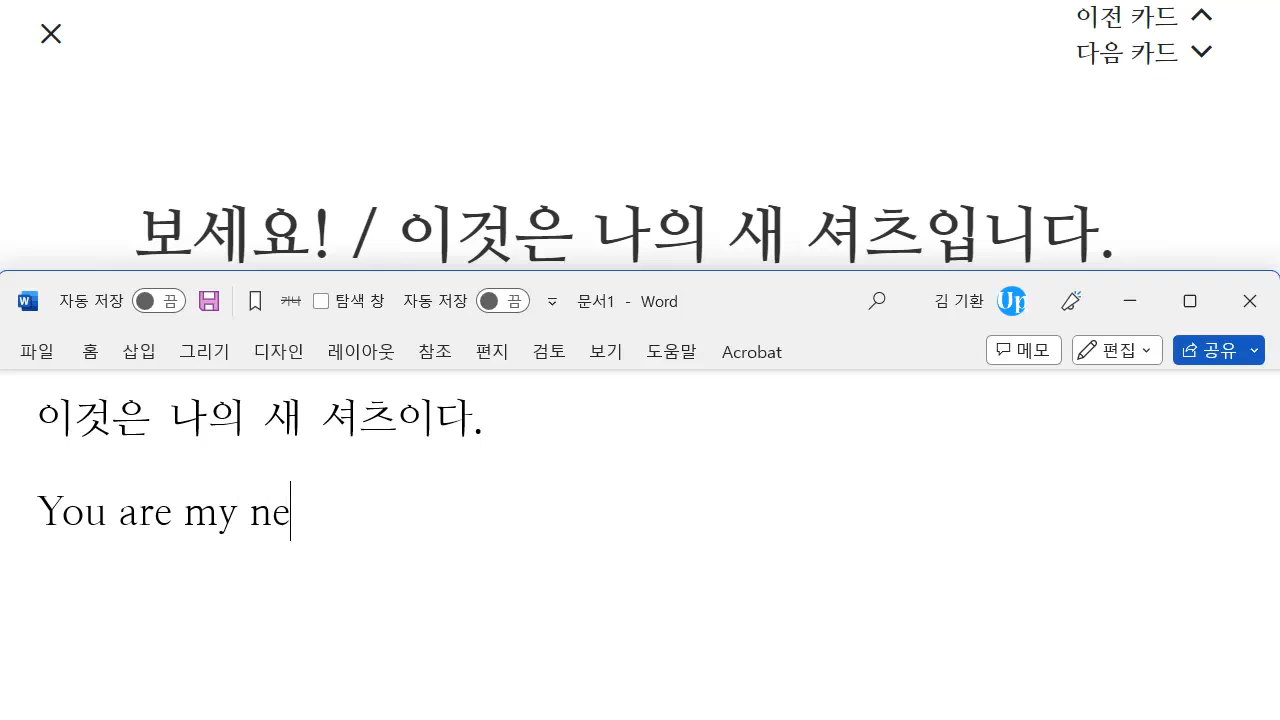 이전 카드
다음 카드
보세요! / 이것은 나의 새 셔츠입니다.
자동 저장 끔 가나 탐색 창 자동 저장 끔 문서1 - Word 김 기환 Up
파일 홈 삽입 그리기 디자인 레이아웃 참조 편지 검토 보기 도움말 Acrobat 메모 편집 공유
이것은 나의 새 셔츠이다.
You are my ne